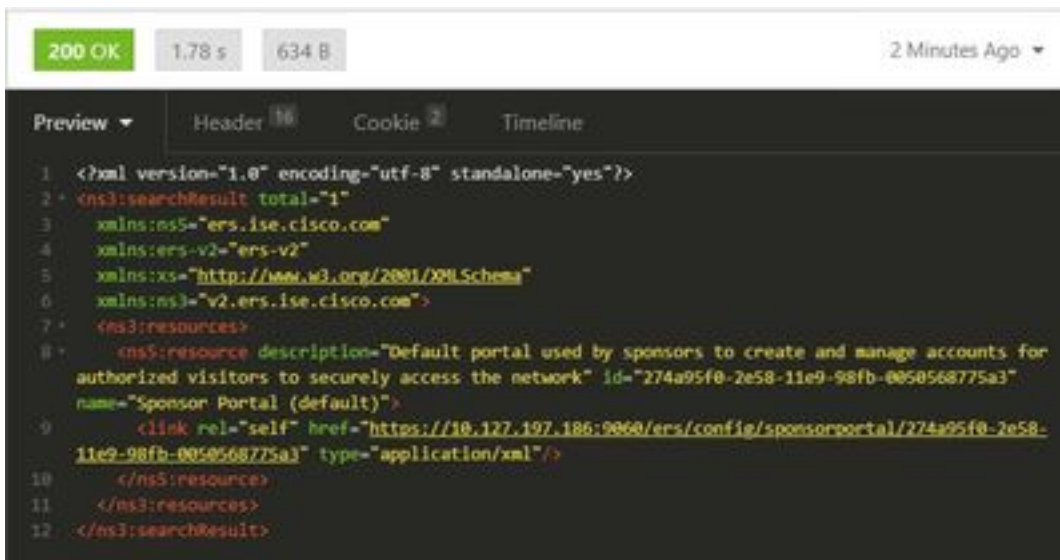 200 OK 1.78 s 634 B 2 Minutes Ago
Preview Header 16 Cookie 2 Timeline
1 <?xml version="1.0" encoding="utf-8" standalone="yes"?>
2 <ns3:searchResult total="1"
3 xmlns:ns5="ers.ise.cisco.com"
4 xmlns:ers-v2="ers-v2"
5 xmlns:xs="http://www.w3.org/2001/XMLSchema"
6 xmlns:ns3="v2.ers.ise.cisco.com">
7 <ns3:resources>
8 <ns5:resource description="Default portal used by sponsors to create and manage accounts for
authorized visitors to securely access the network" id="274a95f0-2e58-11e9-98fb-0050568775a3"
name="Sponsor Portal (default)">
9 <link rel="self" href="https://10.127.197.186:9060/ers/config/sponsorportal/274a95f0-2e58-
11e9-98fb-0050568775a3" type="application/xml"/>
10 </ns5:resource>
11 </ns3:resources>
12 </ns3:searchResult>